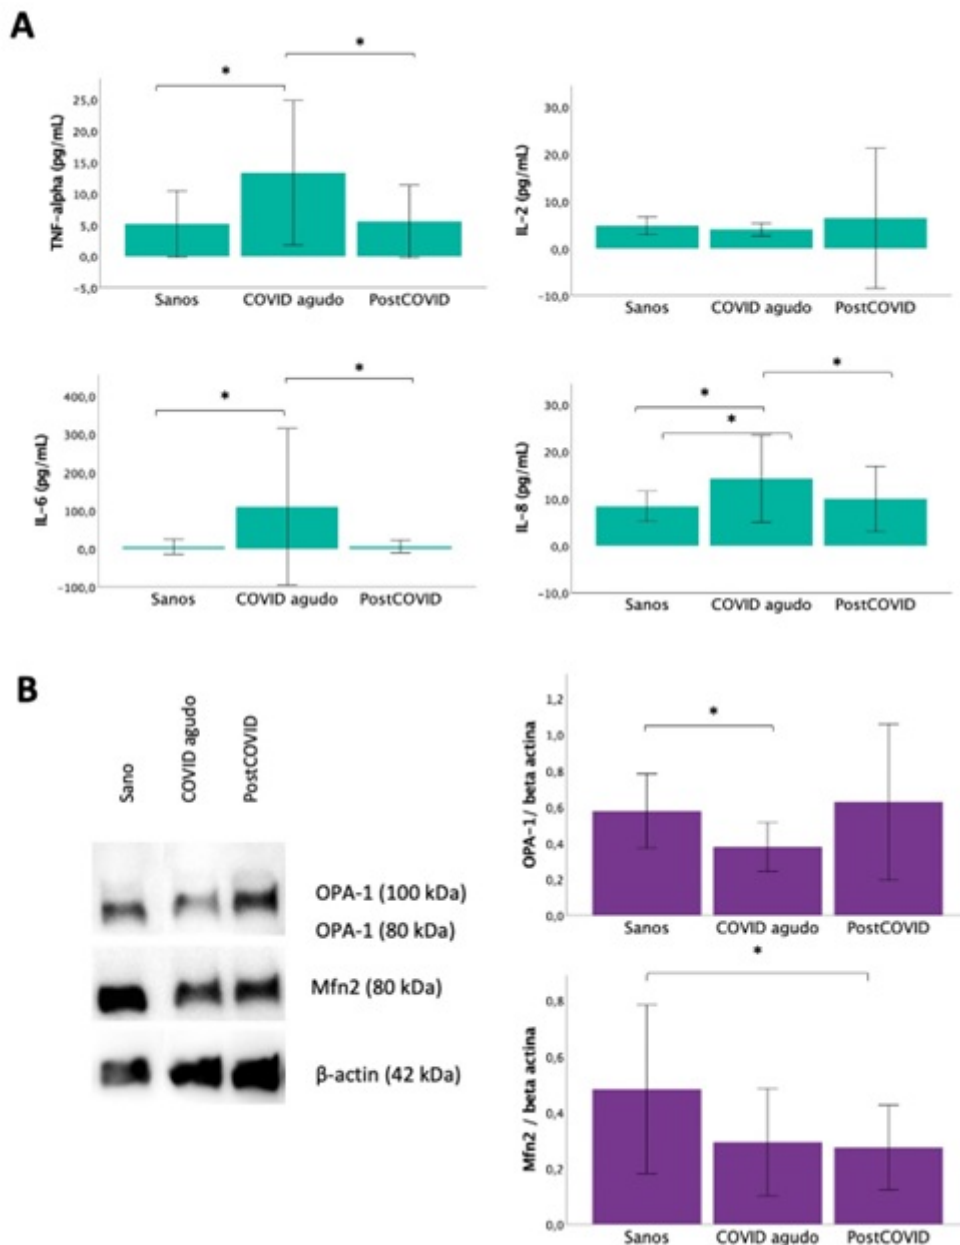 A
*
*
TNF-alpha (pg/mL)
25,0
20,0
15,0
10,0
5,0
0,0
-5,0
Sanos COVID agudo PostCOVID
IL-2 (pg/mL)
30,0
20,0
10,0
0,0
-10,0
Sanos COVID agudo PostCOVID
*
*
IL-6 (pg/mL)
400,0
300,0
200,0
100,0
0,0
-100,0
Sanos COVID agudo PostCOVID
*
*
*
IL-8 (pg/mL)
30,0
20,0
10,0
0,0
-10,0
Sanos COVID agudo PostCOVID
B
Sano
COVID agudo
PostCOVID
OPA-1 (100 kDa)
OPA-1 (80 kDa)
Mfn2 (80 kDa)
β-actin (42 kDa)
*
OPA-1/ beta actina
1,2
1,0
0,8
0,6
0,4
0,2
0,0
Sanos COVID agudo PostCOVID
*
Mfn2 / beta actina
0,8
0,6
0,4
0,2
0,0
Sanos COVID agudo PostCOVID